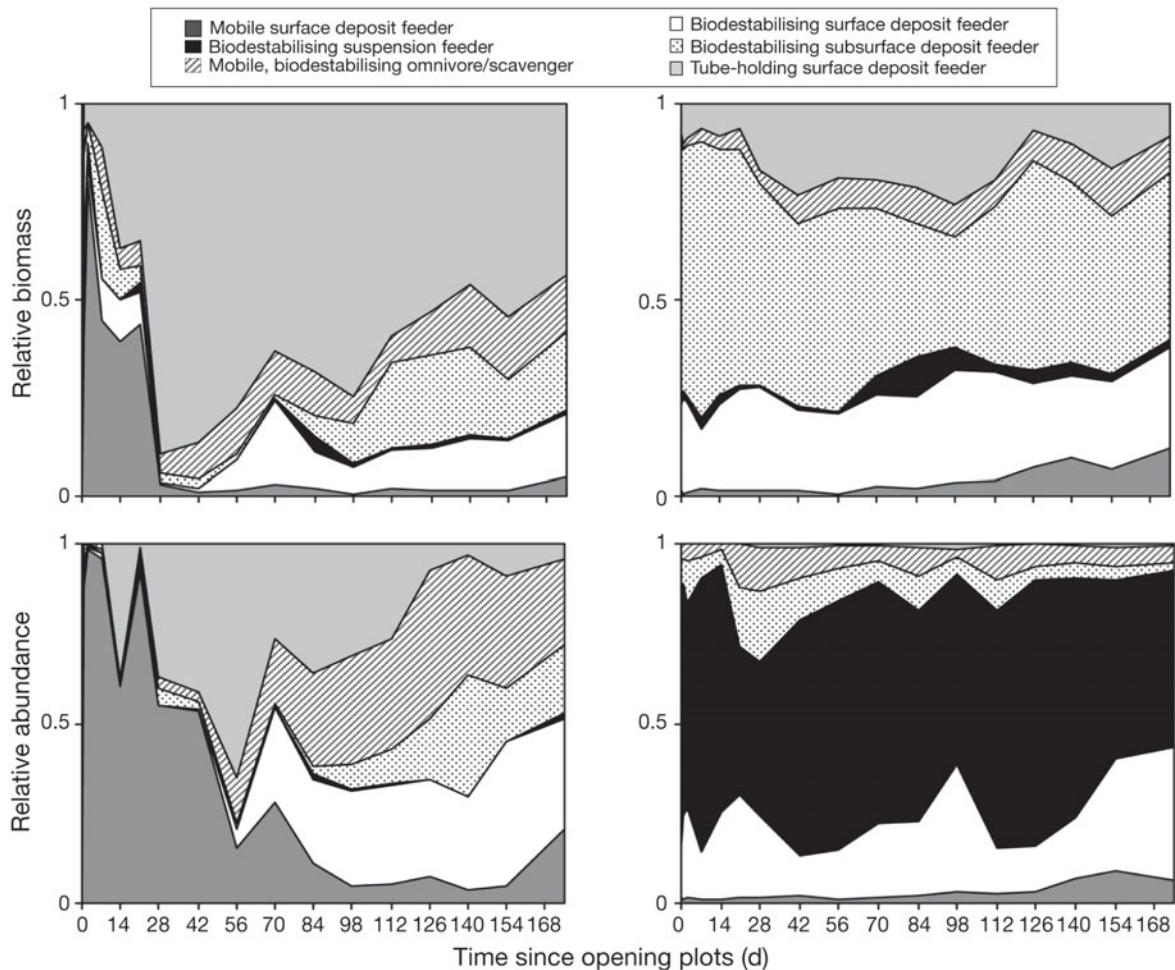 Mobile surface deposit feeder
Biodestabilising suspension feeder
Mobile, biodestabilising omnivore/scavenger
Biodestabilising surface deposit feeder
Biodestabilising subsurface deposit feeder
Tube-holding surface deposit feeder
Relative biomass
1
0.5
0
1
0.5
0
Relative abundance
1
0.5
0
1
0.5
0
0 14 28 42 56 70 84 98 112 126 140 154 168
0 14 28 42 56 70 84 98 112 126 140 154 168
Time since opening plots (d)